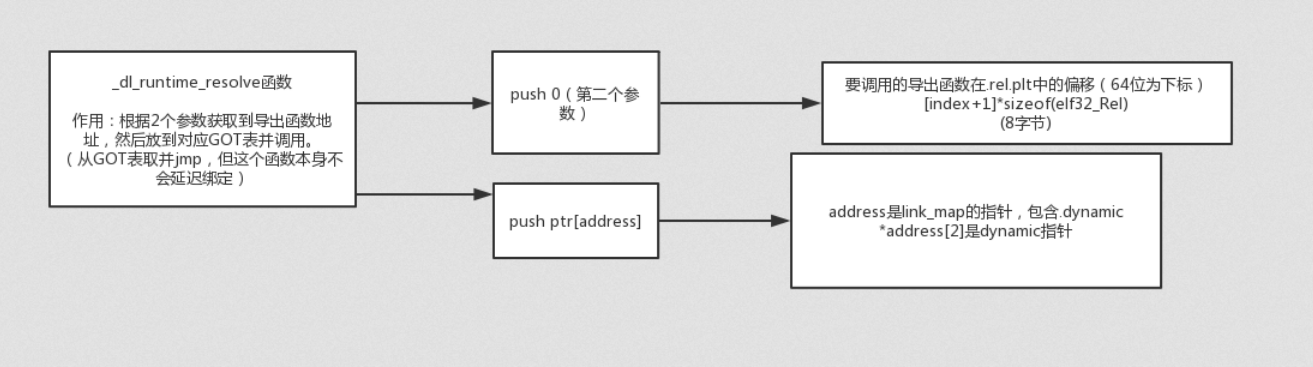 _dl_runtime_resolve函数
作用：根据2个参数获取到导出函数地
址，然后放到对应GOT表并调用。
（从GOT表取并jmp，但这个函数本身不
会延迟绑定）
push 0（第二个参
数）
要调用的导出函数在.rel.plt中的偏移（64位为下标）
[index+1]*sizeof(elf32_Rel)
(8字节)
push ptr[address]
address是link_map的指针，包含.dynamic
*address[2]是dynamic指针